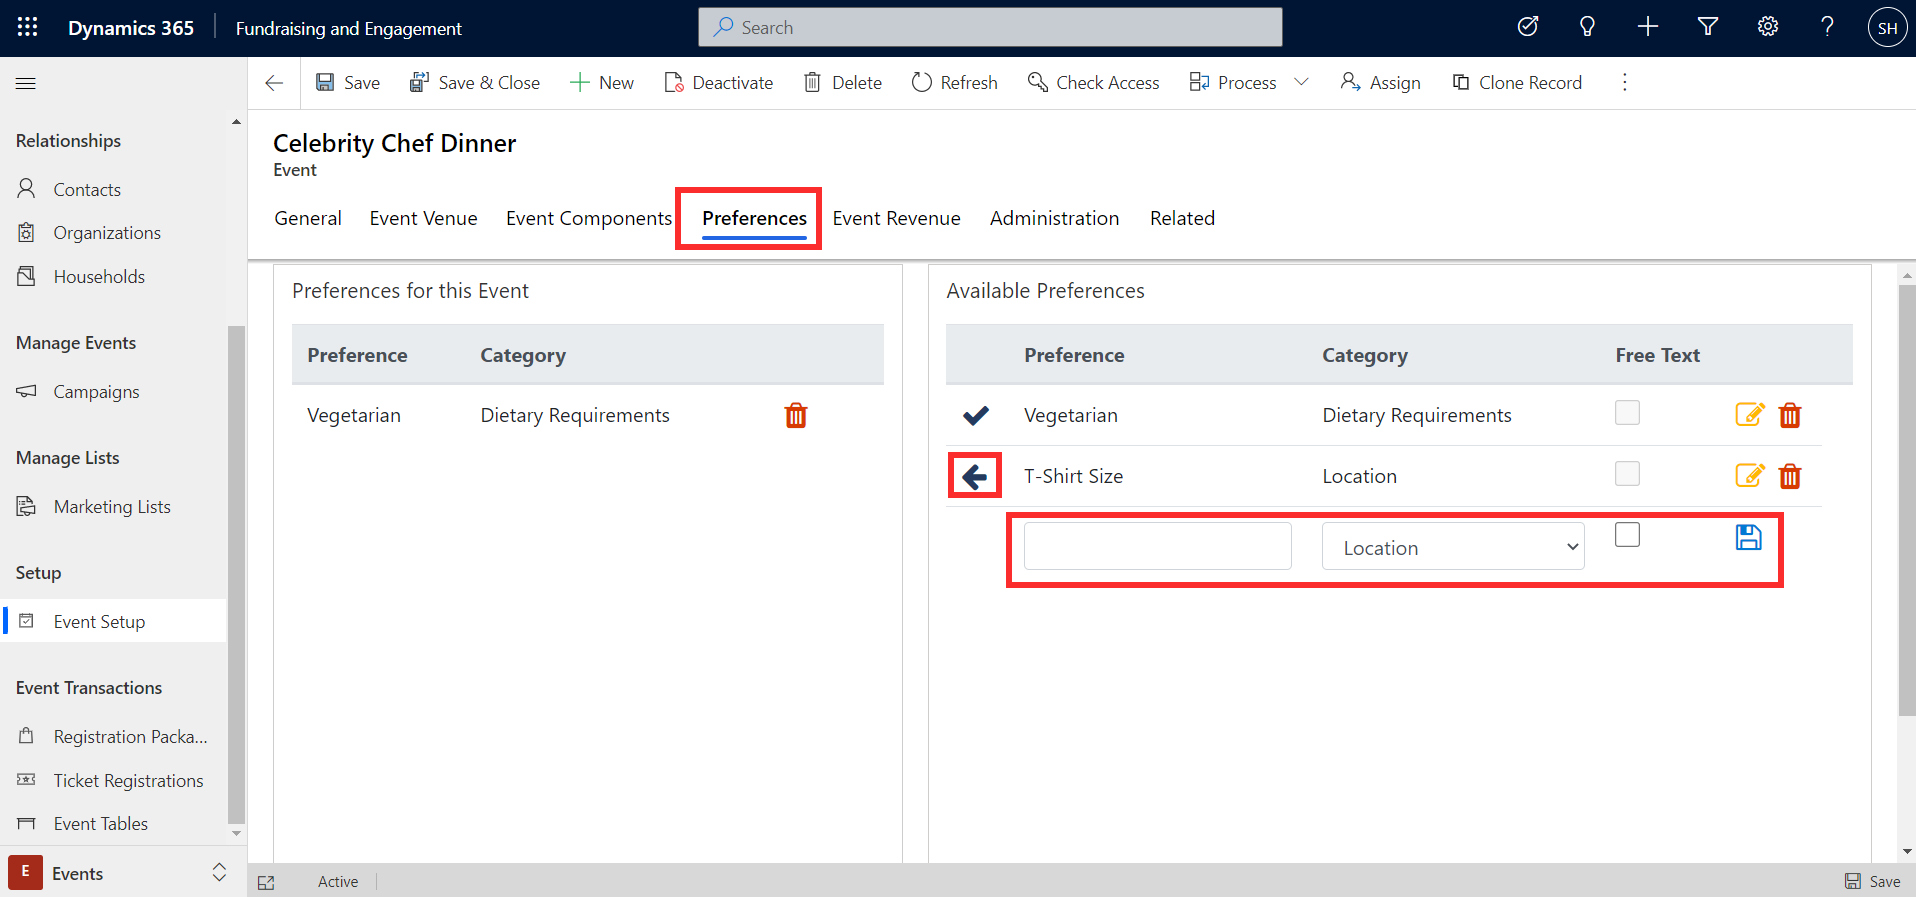 Dynamics 365
Fundraising and Engagement
Search
SH
Save
Save & Close
New
Deactivate
Delete
Refresh
Check Access
Process
Assign
Clone Record
Relationships
Contacts
Organizations
Households
Manage Events
Campaigns
Manage Lists
Marketing Lists
Setup
Event Setup
Event Transactions
Registration Packa...
Ticket Registrations
Event Tables
E
Events
Celebrity Chef Dinner
Event
General
Event Venue
Event Components
Preferences
Event Revenue
Administration
Related
Preferences for this Event
Preference Category
Vegetarian Dietary Requirements
Available Preferences
Preference Category Free Text
Vegetarian Dietary Requirements
T-Shirt Size Location
Location
Active
Save